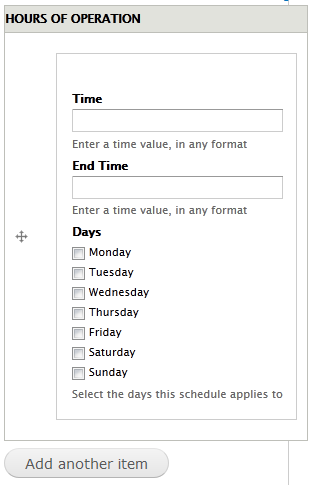 HOURS OF OPERATION
Time
Enter a time value, in any format
End Time
Enter a time value, in any format
Days
Monday
Tuesday
Wednesday
Thursday
Friday
Saturday
Sunday
Select the days this schedule applies to
Add another item